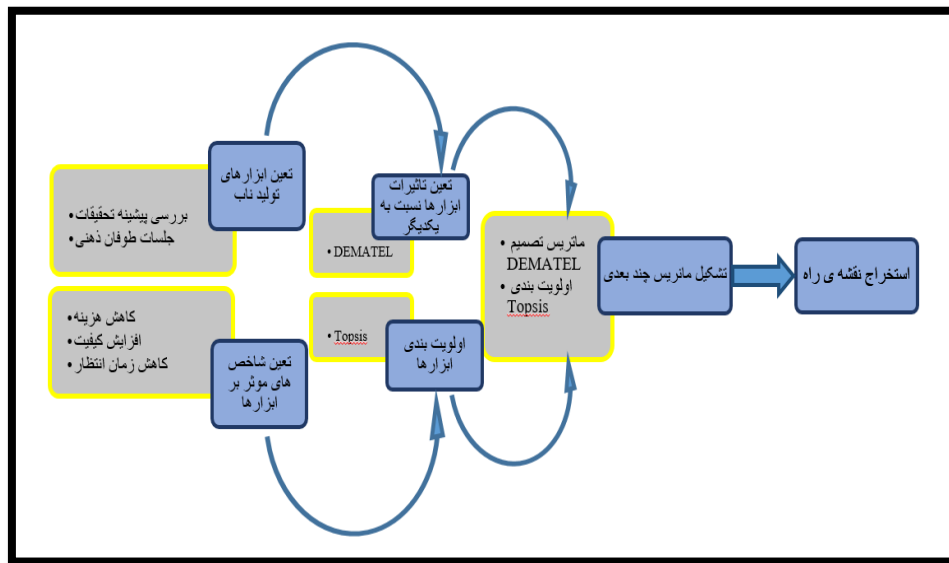 تعین ابزارهای
تولید ناب
• بررسی پیشینه تحقیقات
• جلسات طوفان ذهنی
تعین تاثیرات
ابزارها نسبت به
یکدیگر
• DEMATEL
• کاهش هزینه
• افزایش کیفیت
• کاهش زمان انتظار
تعین شاخص
های موثر بر
ابزارها
• Topsis
اولویت بندی
ابزارها
• ماتریس تصمیم
DEMATEL
• اولویت بندی
Topsis
تشکیل ماتریس چند بعدی
استخراج نقشه ی راه